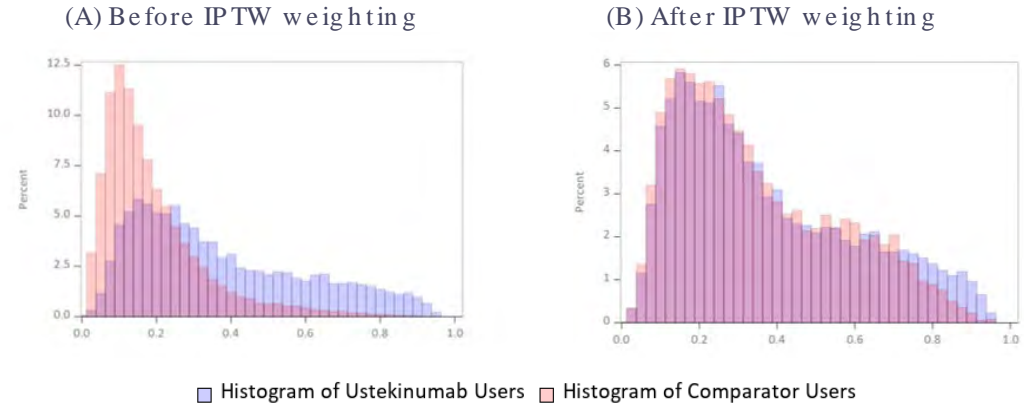 (A) Before IPTW weighting
(B) After IPTW weighting
12.5
10.0
7.5
5.0
2.5
0.0
Percent
0.0 0.2 0.4 0.6 0.8 1.0
6
5
4
3
2
1
0
Percent
0.0 0.2 0.4 0.6 0.8 1.0
Histogram of Ustekinumab Users Histogram of Comparator Users